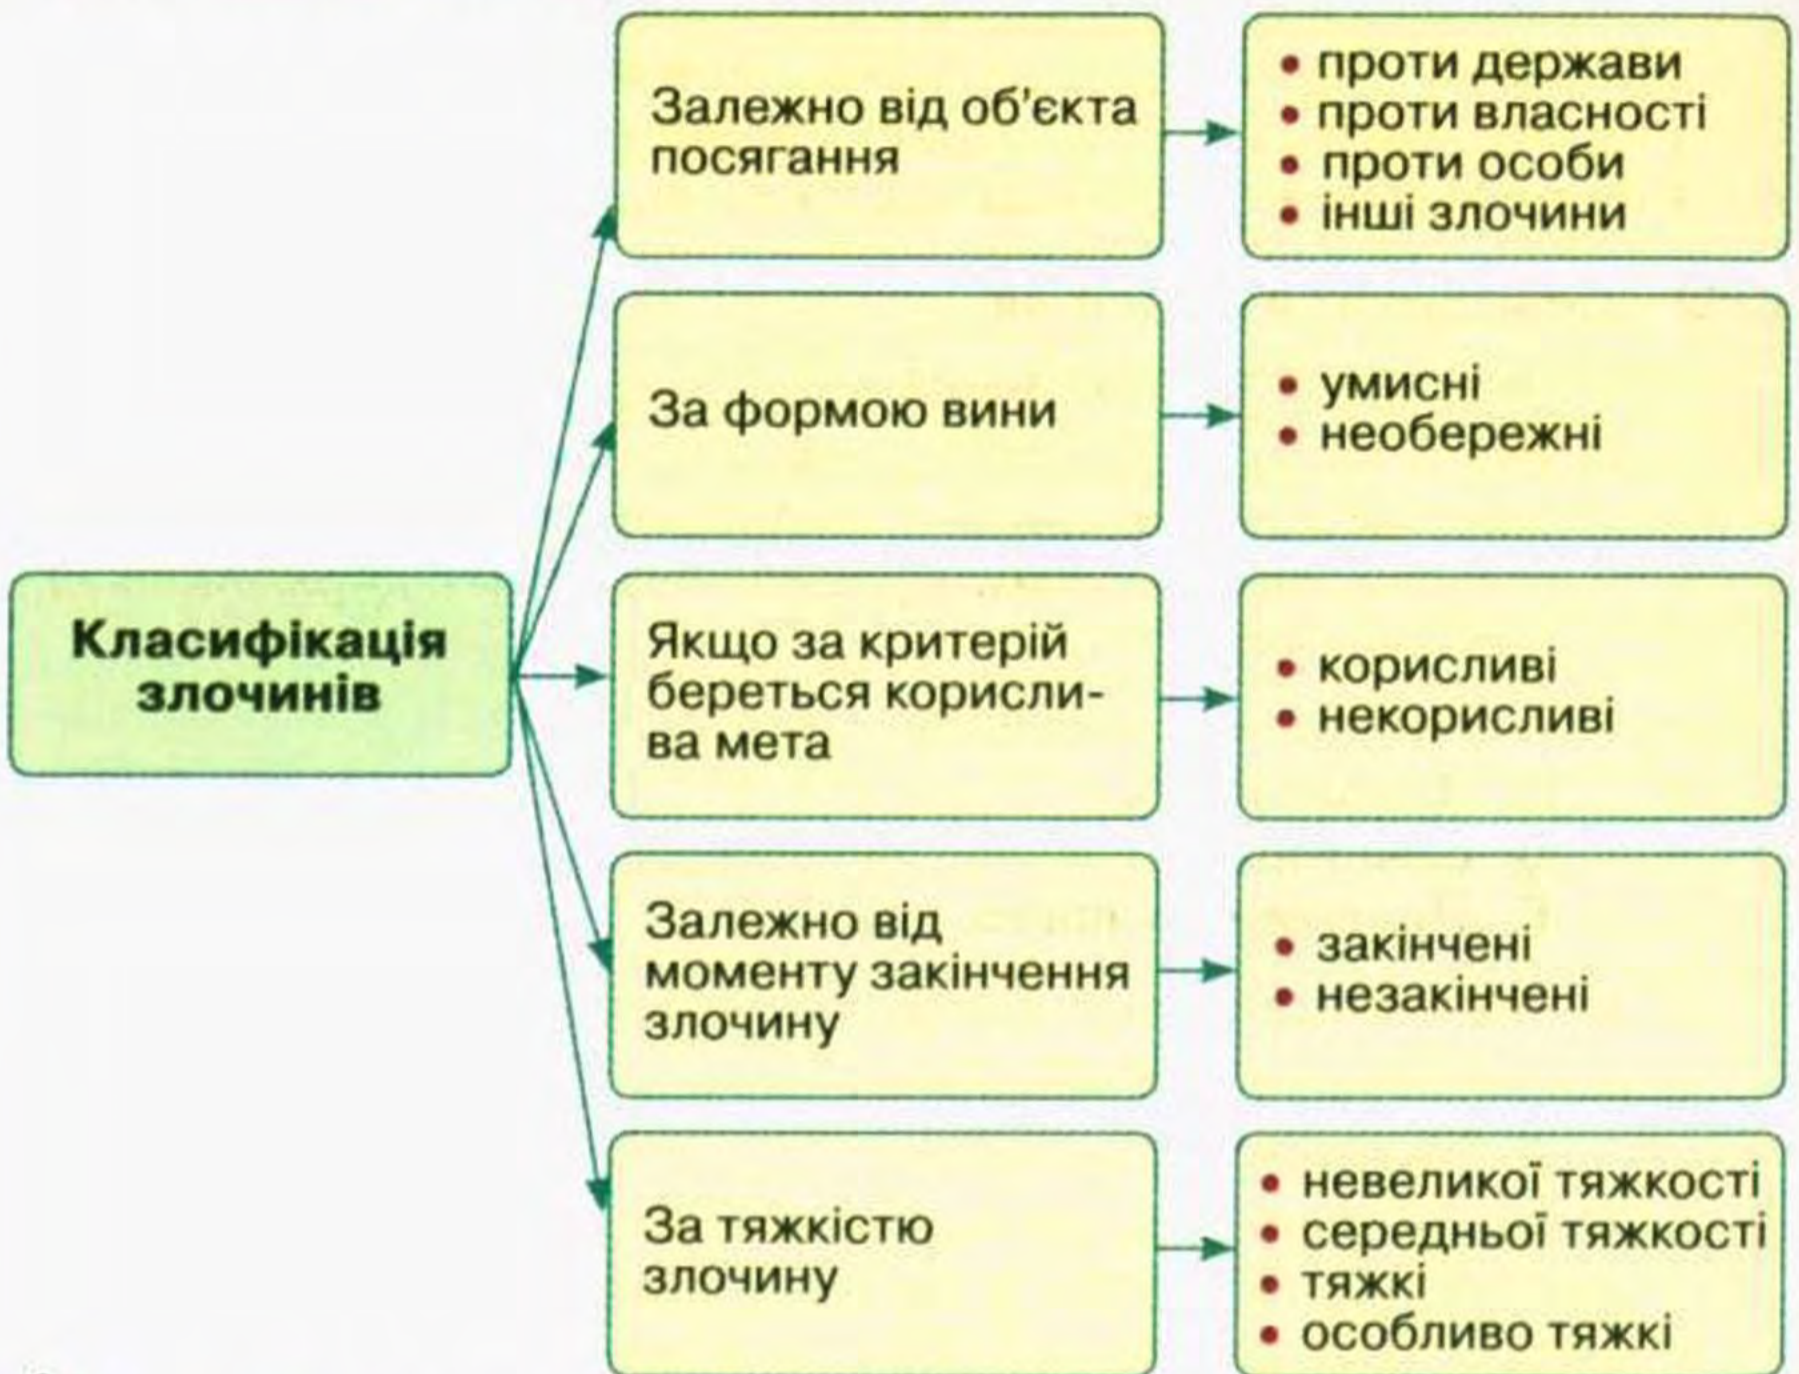 Залежно від об’єкта
посягання
• проти держави
• проти власності
• проти особи
• інші злочини
За формою вини
• умисні
• необережні
Класифікація
злочинів
Якщо за критерій
береться корисли-
ва мета
• корисливі
• некорисливі
Залежно від
моменту закінчення
злочину
• закінчені
• незакінчені
За тяжкістю
злочину
• невеликої тяжкості
• середньої тяжкості
• тяжкі
• особливо тяжкі